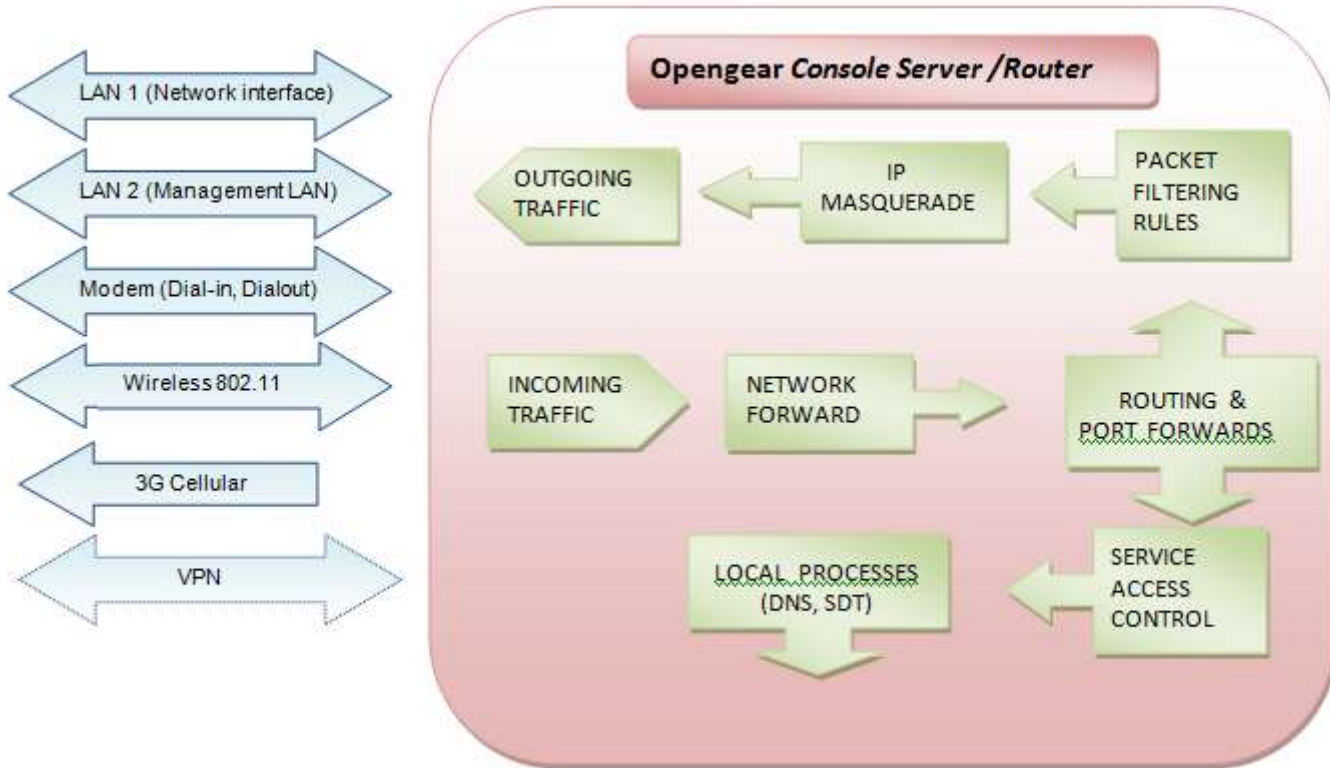 LAN 1 (Network interface)
LAN 2 (Management LAN)
Modem (Dial-in, Dialout)
Wireless 802.11
3G Cellular
VPN
Opengear Console Server /Router
OUTGOING
TRAFFIC
IP
MASQUERADE
PACKET
FILTERING
RULES
INCOMING
TRAFFIC
NETWORK
FORWARD
ROUTING &
PORT FORWARDS
LOCAL PROCESSES
(DNS, SDT)
SERVICE
ACCESS
CONTROL